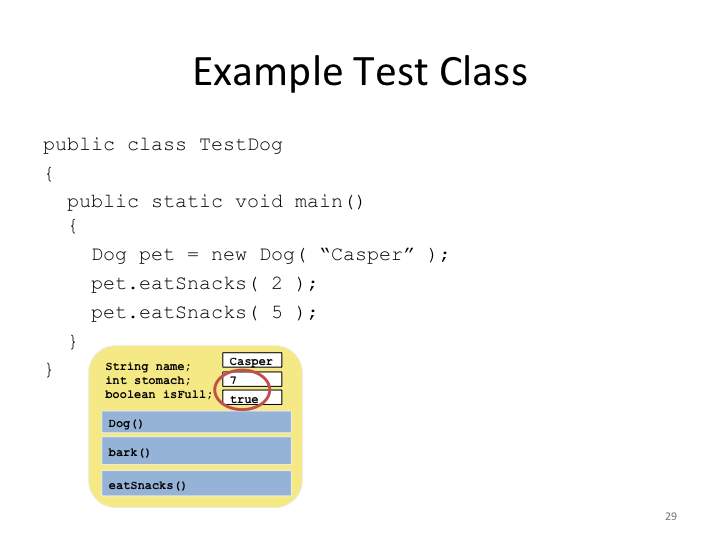 Example Test Class
public class TestDog
{
public static void main()
{
Dog pet = new Dog( “Casper” );
pet.eatSnacks( 2 );
pet.eatSnacks( 5 );
}
}
String name; Casper
int stomach; 7
boolean isFull; true
Dog()
bark()
eatSnacks()
29